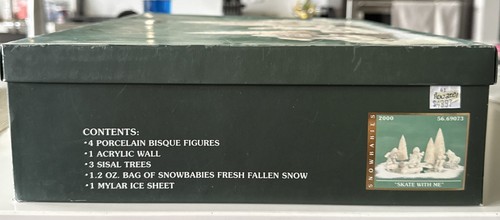 CONTENTS:
•4 PORCELAIN BISQUE FIGURES
•1 ACRYLIC WALL
•3 SISAL TREES
•1.2 OZ. BAG OF SNOWBABIES FRESH FALLEN SNOW
•1 MYLAR ICE SHEET
SNOWBABIES
2000 56.69075
"SKATE WITH ME"